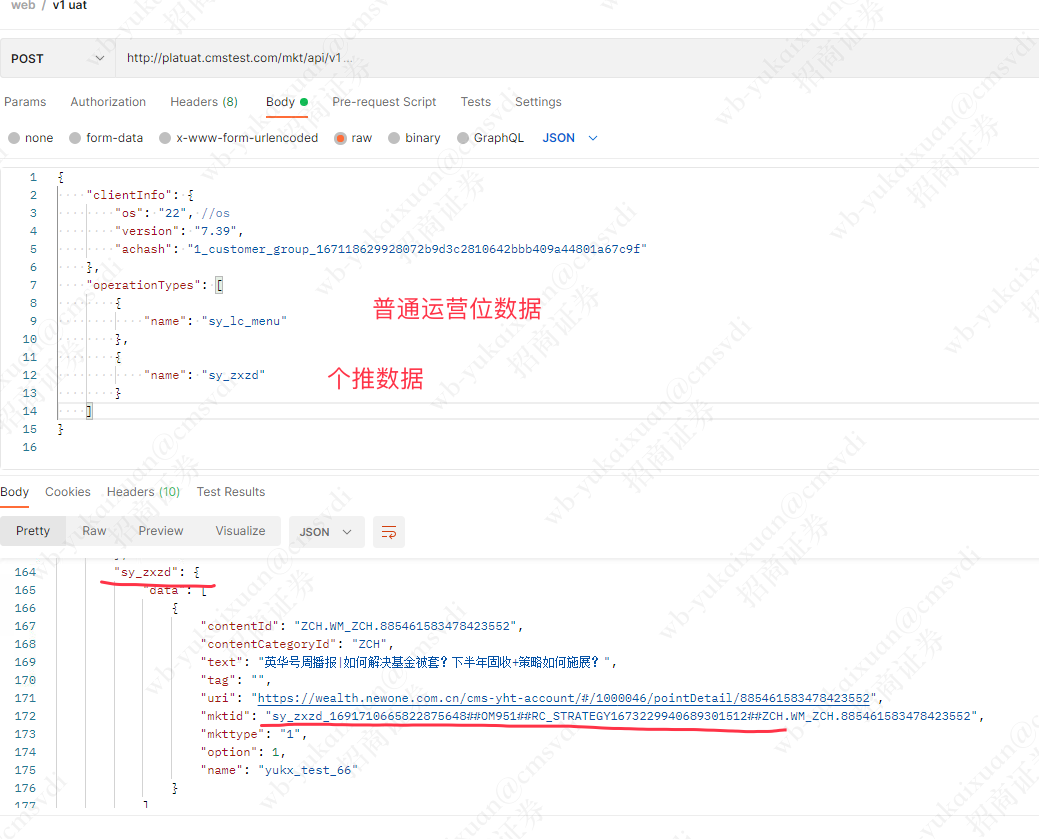 web / v1 uat
POST http://platuat.cmstest.com/mkt/api/v1...
Params Authorization Headers (8) Body Pre-request Script Tests Settings
none form-data x-www-form-urlencoded raw binary GraphQL JSON
1 {
2 "clientInfo": {
3 "os": "22", //os
4 "version": "7.39",
5 "achash": "1_customer_group_167118629928072b9d3c2810642bbb409a44801a67c9f"
6 },
7 "operationTypes": [
8 {
普通运营位数据
9 "name": "sy_lc_menu"
10 },
11 {
个推数据
12 "name": "sy_zxzd"
13 }
14 ]
15 }
16
Body Cookies Headers (10) Test Results
Pretty Raw Preview Visualize JSON
164 "sy_zxzd": {
165 "data": [
166 {
167 "contentId": "ZCH.WM_ZCH.885461583478423552",
168 "contentCategoryId": "ZCH",
169 "text": "英华号周播报|如何解决基金被套？下半年固收+策略如何施展？",
170 "tag": "",
171 "uri": "https://wealth.newone.com.cn/cms-yht-account/#/1000046/pointDetail/885461583478423552",
172 "mktid": "sy_zxzd_1691710665822875648##OM951##RC_STRATEGY1673229940689301512##ZCH.WM_ZCH.885461583478423552",
173 "mkttype": "1",
174 "option": 1,
175 "name": "yukx_test_66"
176 }
177 ]
wb-yukaixuan@cmsvdi
招商证券